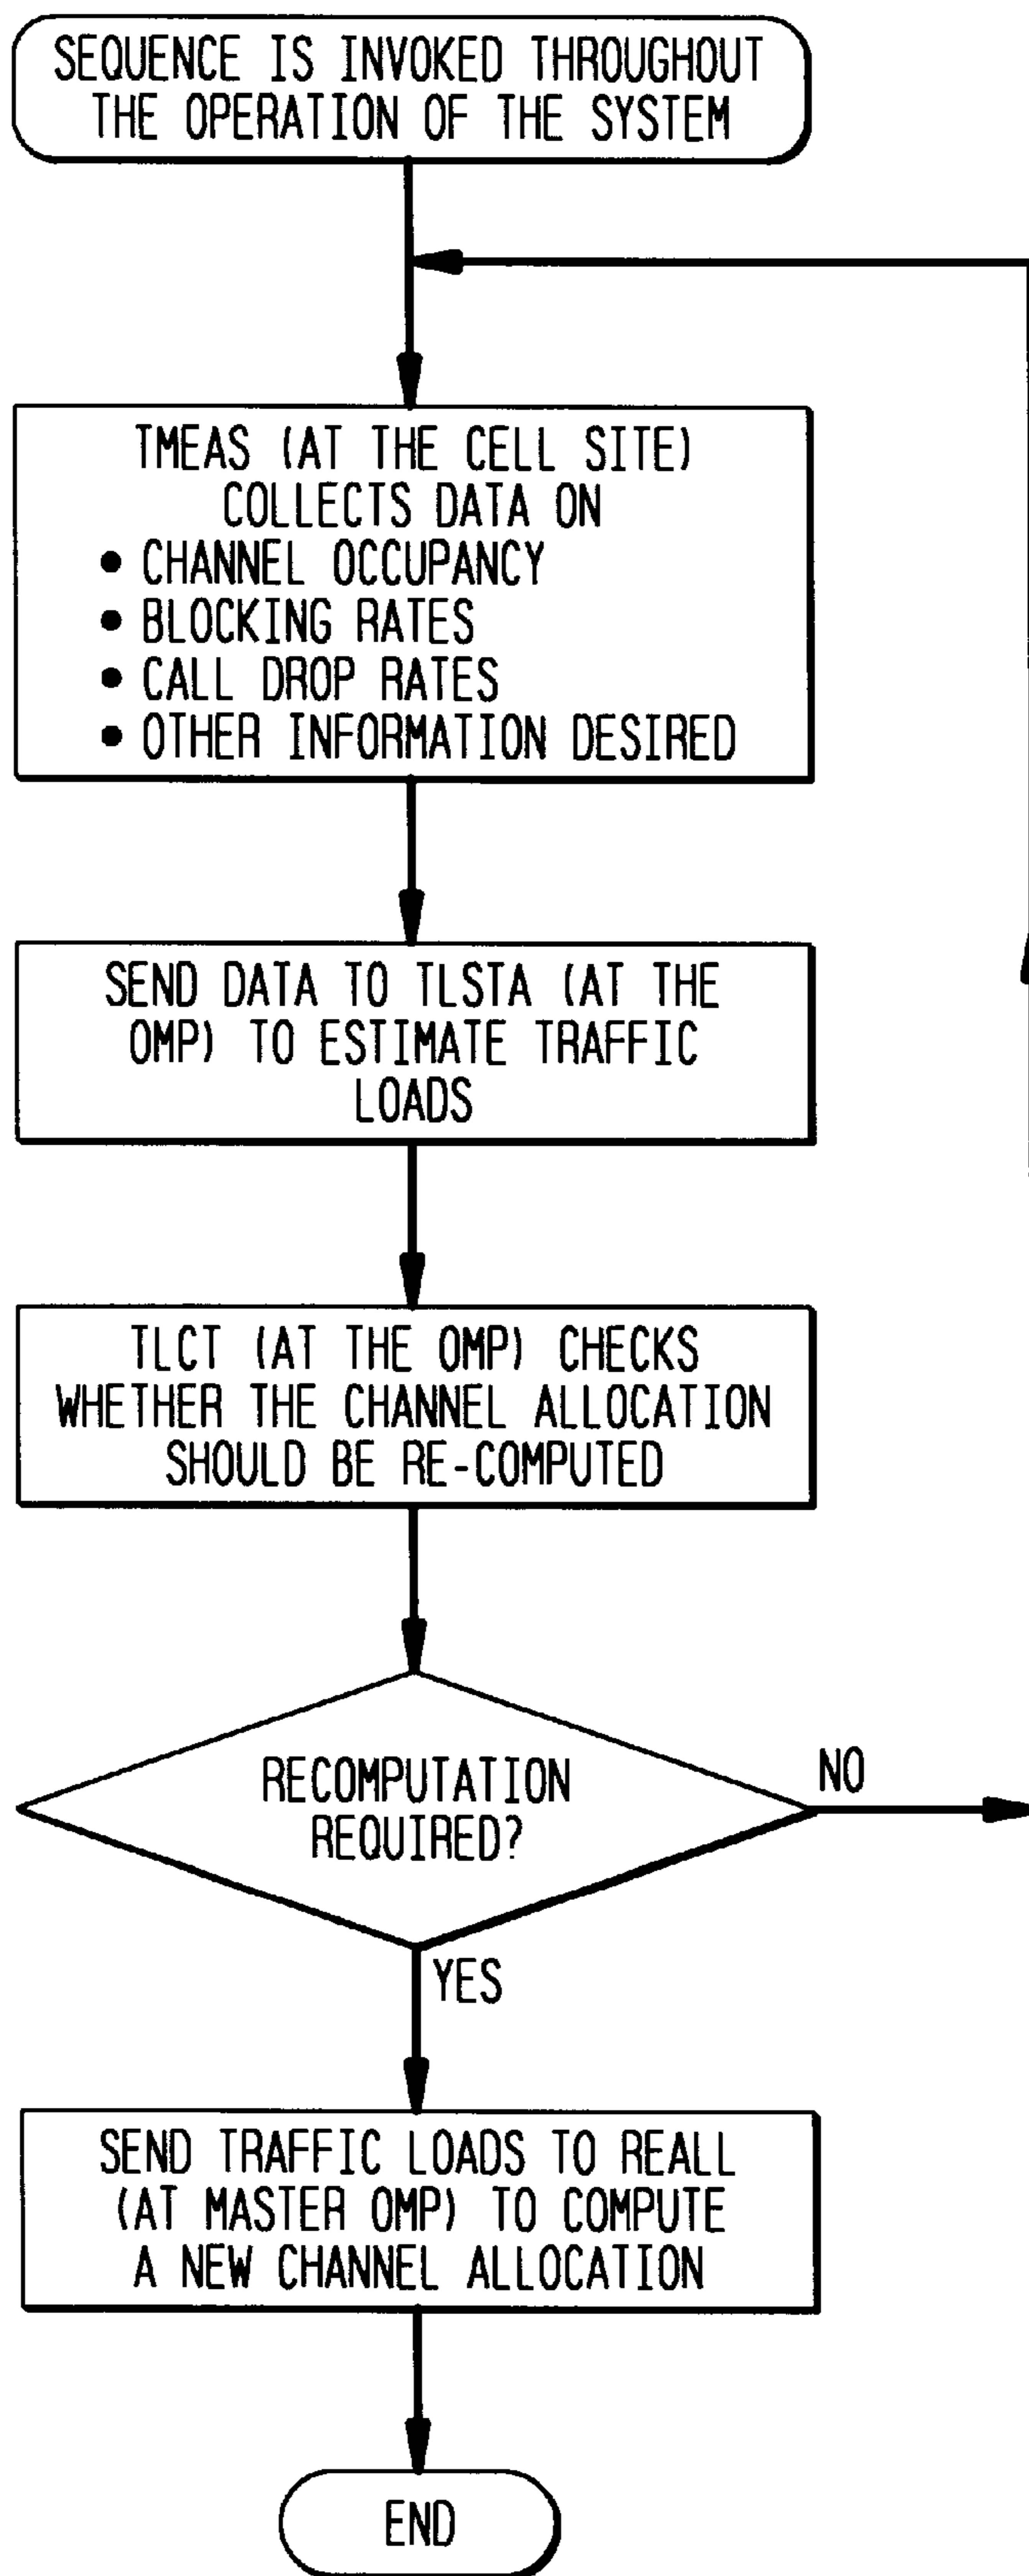 SEQUENCE IS INVOKED THROUGHOUT
THE OPERATION OF THE SYSTEM
TMEAS (AT THE CELL SITE)
COLLECTS DATA ON
• CHANNEL OCCUPANCY
• BLOCKING RATES
• CALL DROP RATES
• OTHER INFORMATION DESIRED
SEND DATA TO TLSTA (AT THE
OMP) TO ESTIMATE TRAFFIC
LOADS
TLCT (AT THE OMP) CHECKS
WHETHER THE CHANNEL ALLOCATION
SHOULD BE RE-COMPUTED
RECOMPUTATION
REQUIRED?
NO
YES
SEND TRAFFIC LOADS TO REALL
(AT MASTER OMP) TO COMPUTE
A NEW CHANNEL ALLOCATION
END